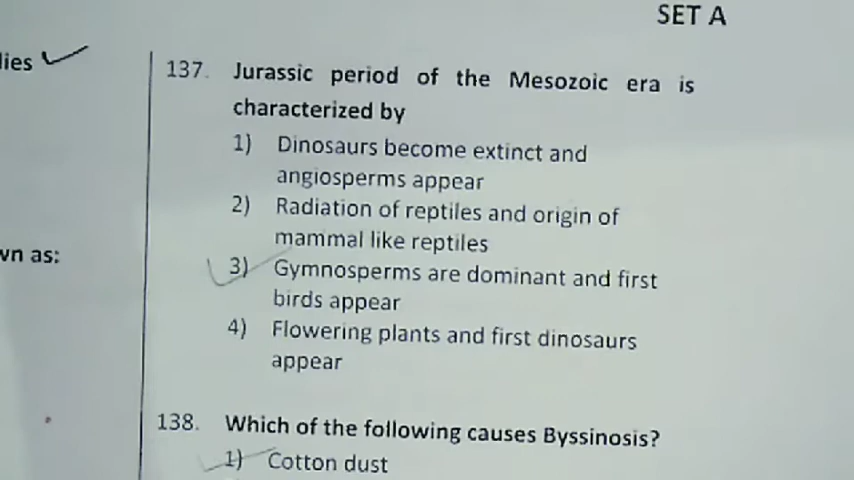 SET A
lies
wn as:
137. Jurassic period of the Mesozoic era is
characterized by
1) Dinosaurs become extinct and
angiosperms appear
2) Radiation of reptiles and origin of
mammal like reptiles
3) Gymnosperms are dominant and first
birds appear
4) Flowering plants and first dinosaurs
appear
138. Which of the following causes Byssinosis?
1) Cotton dust